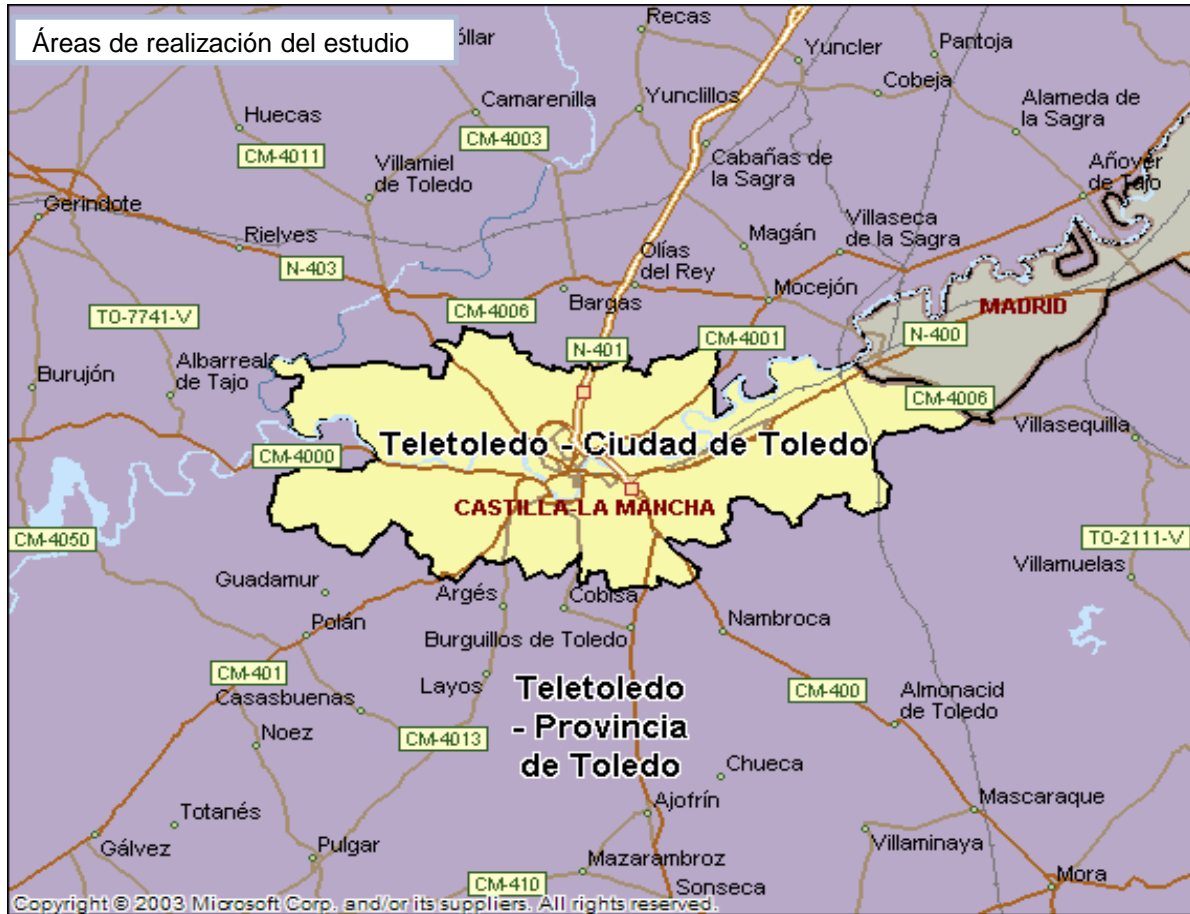 Áreas de realización del estudio
óllar
Recas
Yuncler
Pantoja
Cobeja
Huecas
Camarenilla
Yunclillos
Alameda de
la Sagra
CM-4003
CM-4011
Villamiel
de Toledo
Cabañas de
la Sagra
Añover
de Tajo
Gerindote
Rielves
Olías
del Rey
Magán
Villaseca
de la Sagra
N-403
Bargas
Mocejón
MADRID
TO-7741-V
CM-4006
CM-4001
N-400
N-401
Albarreal
de Tajo
Burujón
CM-4006
Villasequilla
Teletoledo - Ciudad de Toledo
CM-4000
CASTILLA-LA MANCHA
CM-4050
TO-2111-V
Villamuelas
Guadamur
Argés
Cobisa
Polán
Burguillos de Toledo
Nambroca
CM-401
Layos
Teletoledo
- Provincia
de Toledo
CM-400
Almonacid
de Toledo
Casasbuenas
Noez
CM-4013
Chueca
Totanés
Ajofrín
Mascaraque
Gálvez
Pulgar
Villaminaya
Mazarambroz
Mora
CM-410
Sonseca
Copyright © 2003 Microsoft Corp. and/or its suppliers. All rights reserved.